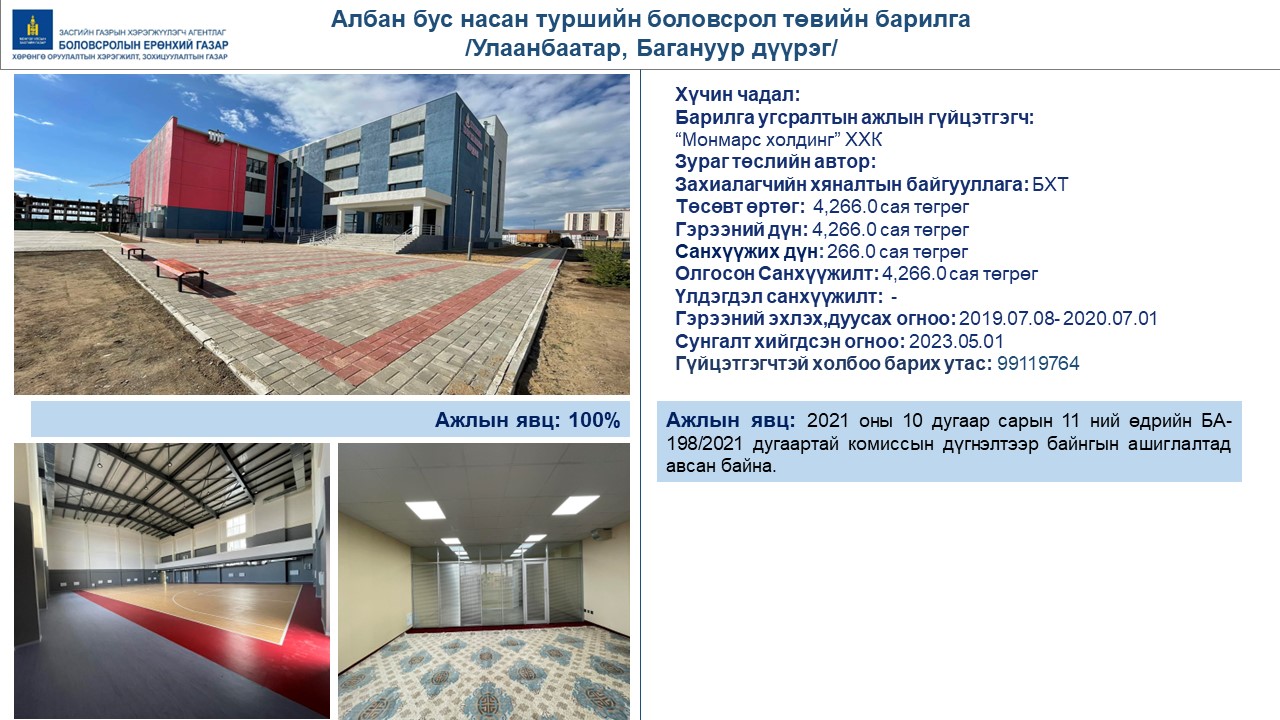 Албан бус насан туршийн боловсрол төвийн барилга
/Улаанбаатар, Багануур дүүрэг/
ЗАСГИЙН ГАЗРЫН ХЭРЭГЖҮҮЛЭГЧ АГЕНТЛАГ
БОЛОВСРОЛЫН ЕРӨНХИЙ ГАЗАР
ХӨРӨНГӨ ОРУУЛАЛТЫН ХЭРЭГЖИЛТ, ЗОХИЦУУЛАЛТЫН ГАЗАР
Хүчин чадал:
Барилга угсралтын ажлын гүйцэтгэгч:
“Монмарс холдинг” ХХК
Зураг төслийн автор:
Захиалагчийн хяналтын байгууллага: БХТ
Төсөвт өртөг: 4,266.0 сая төгрөг
Гэрээний дүн: 4,266.0 сая төгрөг
Санхүүжих дүн: 266.0 сая төгрөг
Олгосон Санхүүжилт: 4,266.0 сая төгрөг
Үлдэгдэл санхүүжилт: -
Гэрээний эхлэх,дуусах огноо: 2019.07.08- 2020.07.01
Сунгалт хийгдсэн огноо: 2023.05.01
Гүйцэтгэгчтэй холбоо барих утас: 99119764
Ажлын явц: 100%
Ажлын явц: 2021 оны 10 дугаар сарын 11 ний өдрийн БА-
198/2021 дугаартай комиссын дүгнэлтээр байнгын ашиглалтад
авсан байна.